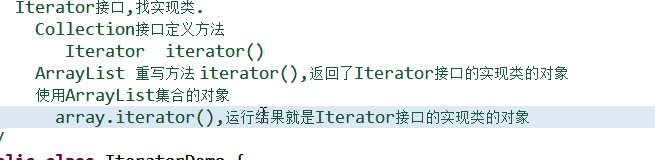 Iterator接口,找实现类.
Collection接口定义方法
Iterator  iterator()
ArrayList 重写方法 iterator(),返回了Iterator接口的实现类的对象
使用ArrayList集合的对象
array.iterator(),运行结果就是Iterator接口的实现类的对象
/